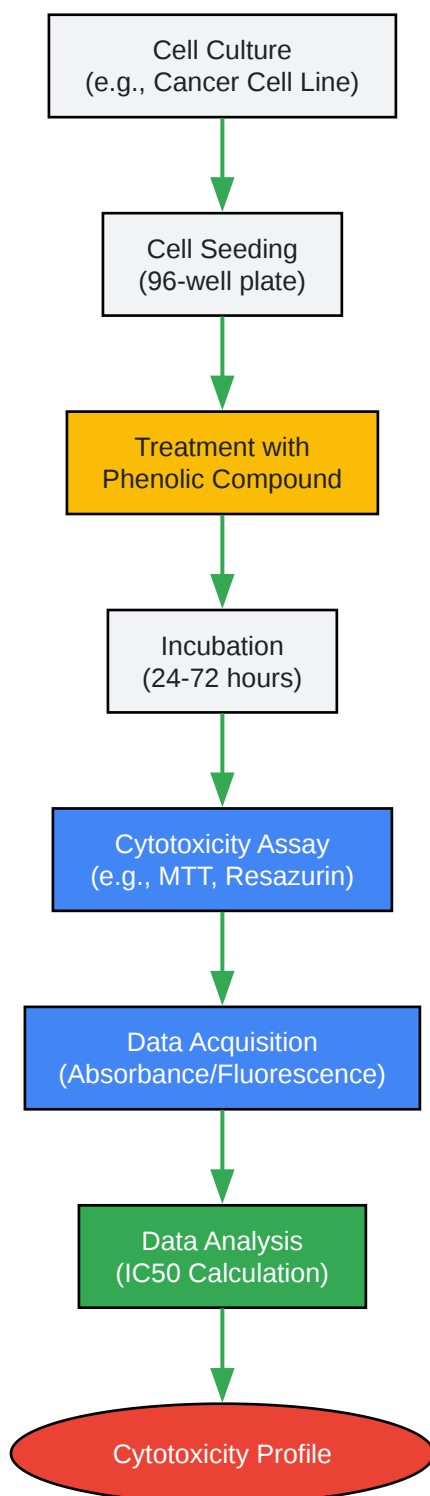 Cell Culture
(e.g., Cancer Cell Line)
Cell Seeding
(96-well plate)
Treatment with
Phenolic Compound
Incubation
(24-72 hours)
Cytotoxicity Assay
(e.g., MTT, Resazurin)
Data Acquisition
(Absorbance/Fluorescence)
Data Analysis
(IC50 Calculation)
Cytotoxicity Profile